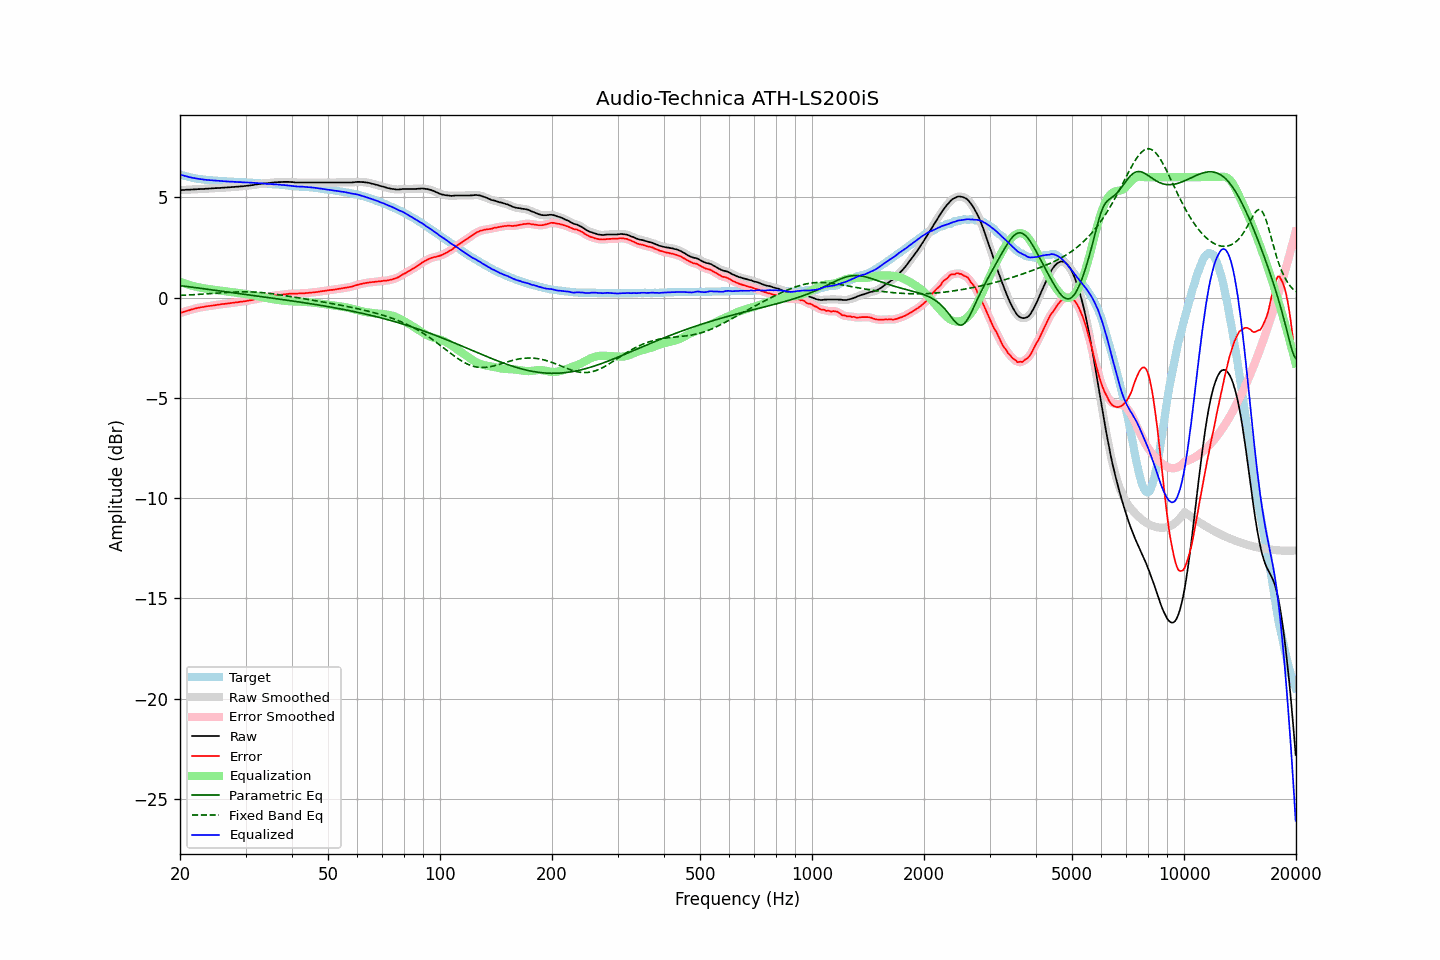 Audio-Technica ATH-LS200iS
Amplitude (dBr)
5
0
−5
−10
−15
−20
−25
Target
Raw Smoothed
Error Smoothed
Raw
Error
Equalization
Parametric Eq
Fixed Band Eq
Equalized
20 50 100 200 500 1000 2000 5000 10000 20000
Frequency (Hz)